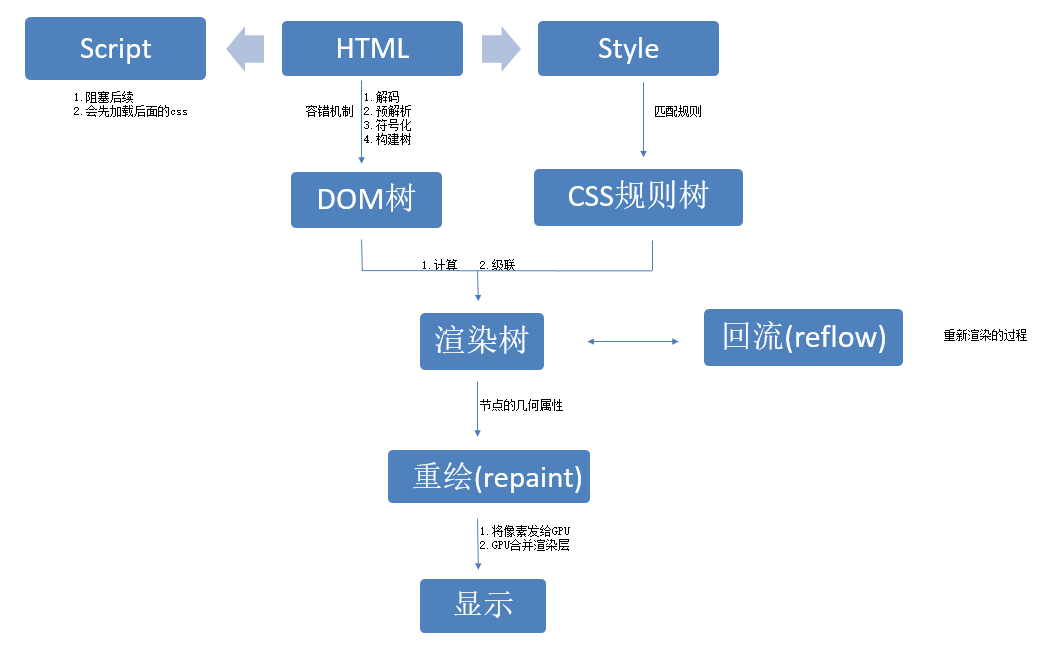 Script
HTML
Style
1.阻塞后续
2.会先加载后面的css
容错机制
1.解码
2.预解析
3.符号化
4.构建树
匹配规则
DOM树
CSS规则树
1.计算
2.级联
渲染树
回流(reflow)
重新渲染的过程
节点的几何属性
重绘(repaint)
1.将像素发给GPU
2.GPU合并渲染层
显示